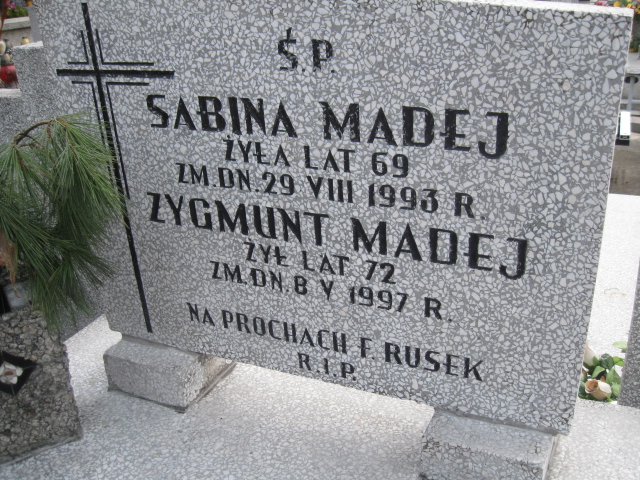 Ś.P.
SABINA MADEJ
ŻYŁA LAT 69
ZM.DN.29 VIII 1993 R.
ZYGMUNT MADEJ
ŻYŁ LAT 72
ZM.DN.8 V 1997 R.
NA PROCHACH F. RUSEK
R.I.P.